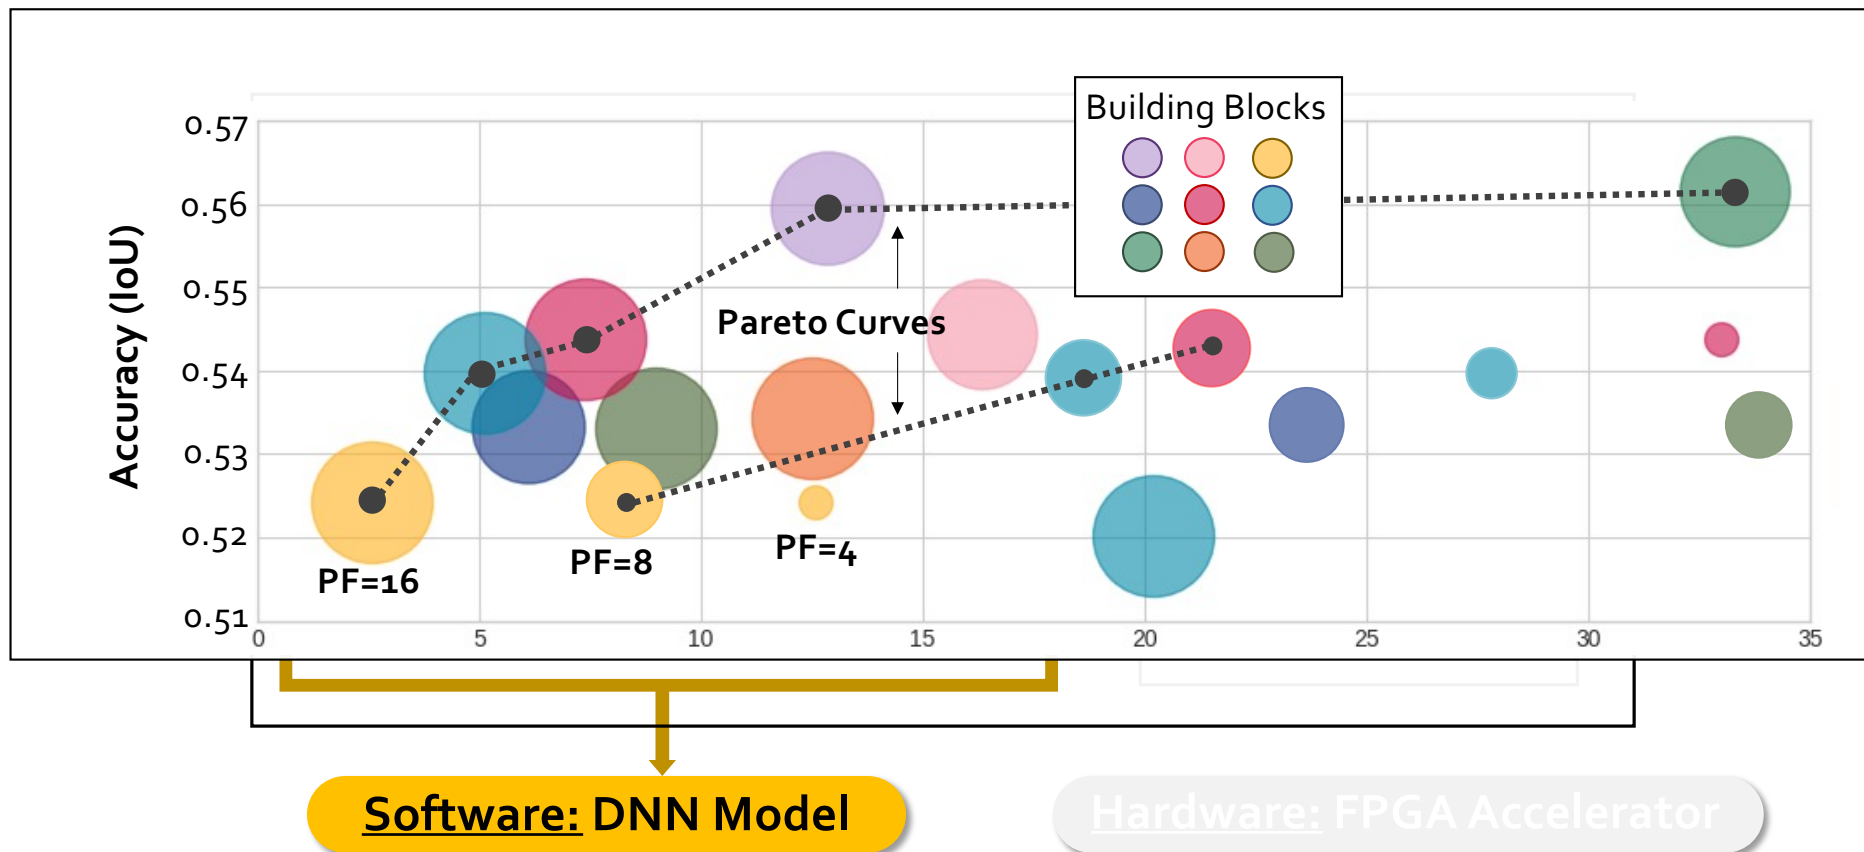 Building Blocks
0.57
0.56
0.55
0.54
0.53
0.52
0.51
Accuracy (IoU)
Pareto Curves
PF=16
PF=8
PF=4
0 5 10 15 20 25 30 35
Software: DNN Model
Hardware: FPGA Accelerator